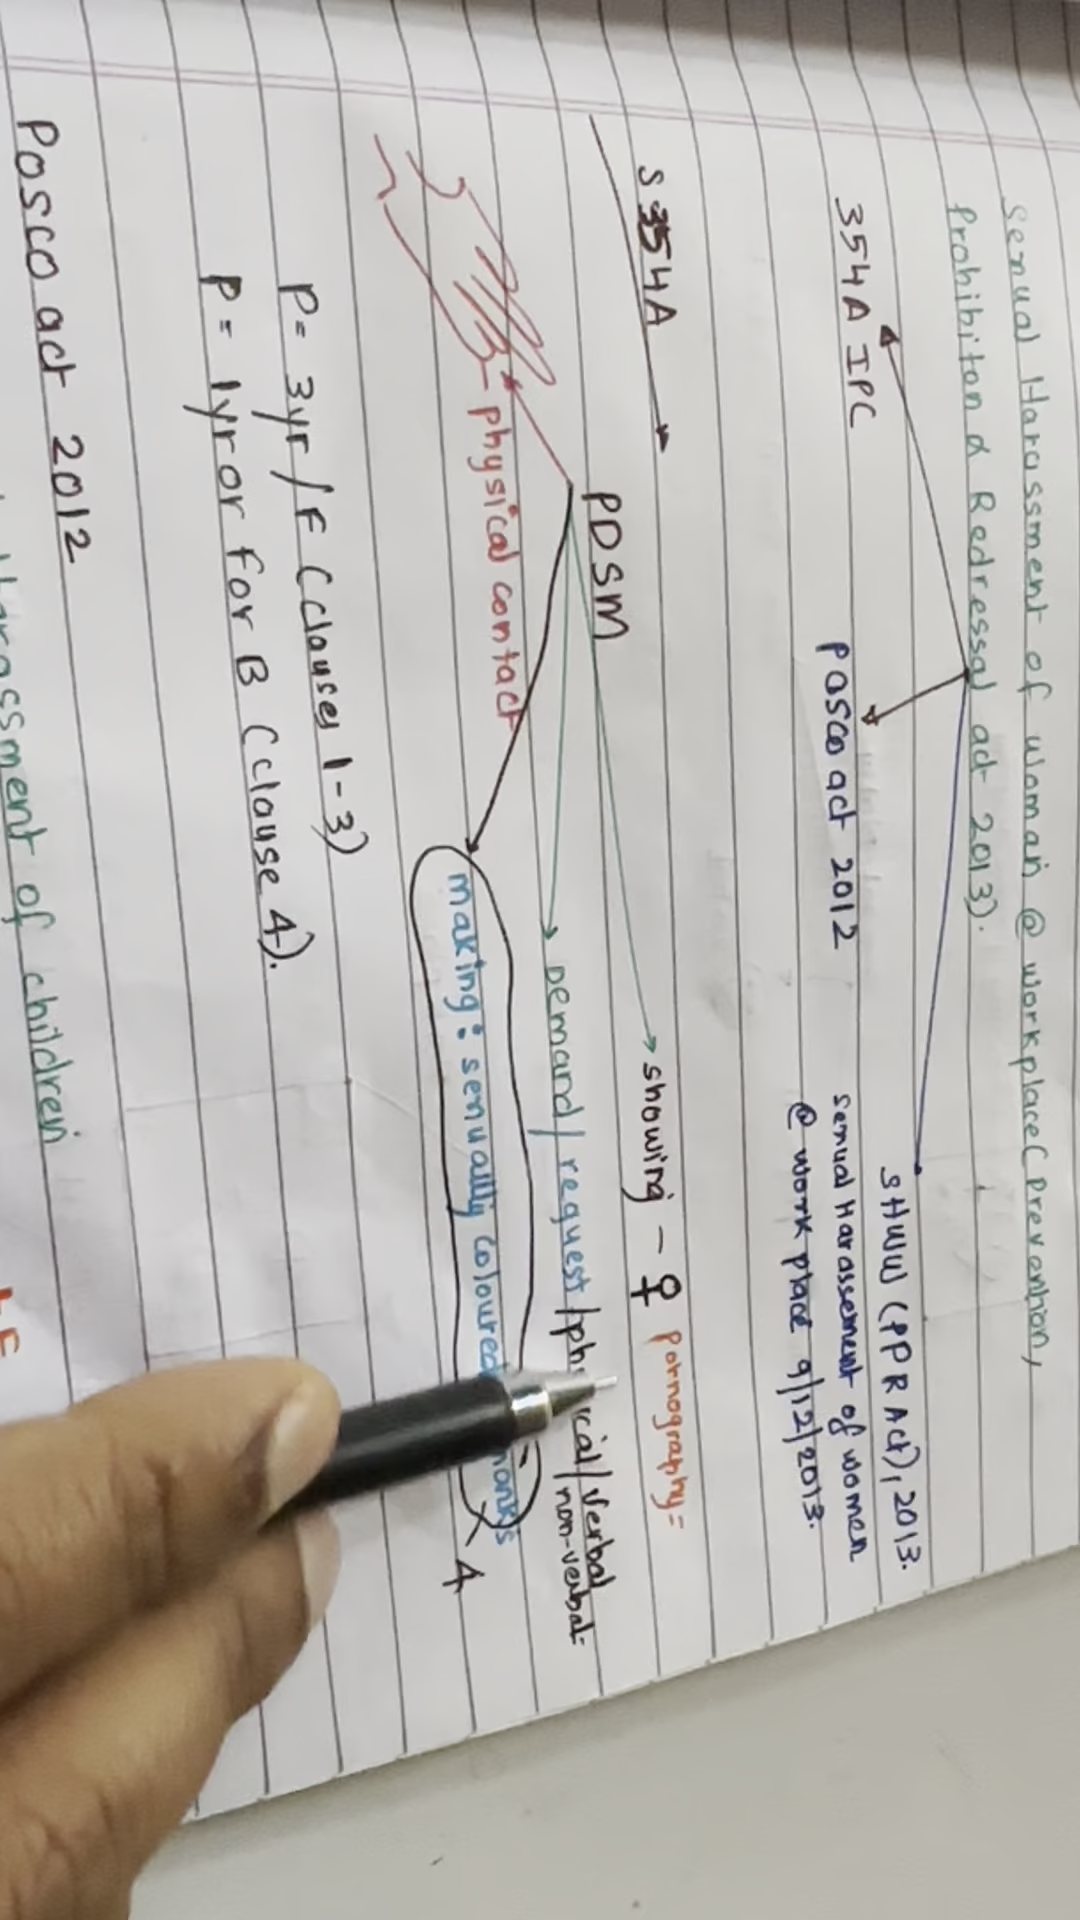 Sexual Harassment of woman @ workplace (prevention,
Prohibiton & Redressal act 2013).
354A IPC
POSCO act 2012
SHWW (PPR Act), 2013.
Sexual Harassement of women
@ work place 9/12/2013.
S-354A
PDSM
showing - ♀ pornography=
Demand/request/physical/verbal
non-verbal-
physical contact
making: sexually coloured
4
P= 3yr/F (clauses 1-3)
P= 1yr or for B (clause 4).
POSCO act 2012
of children